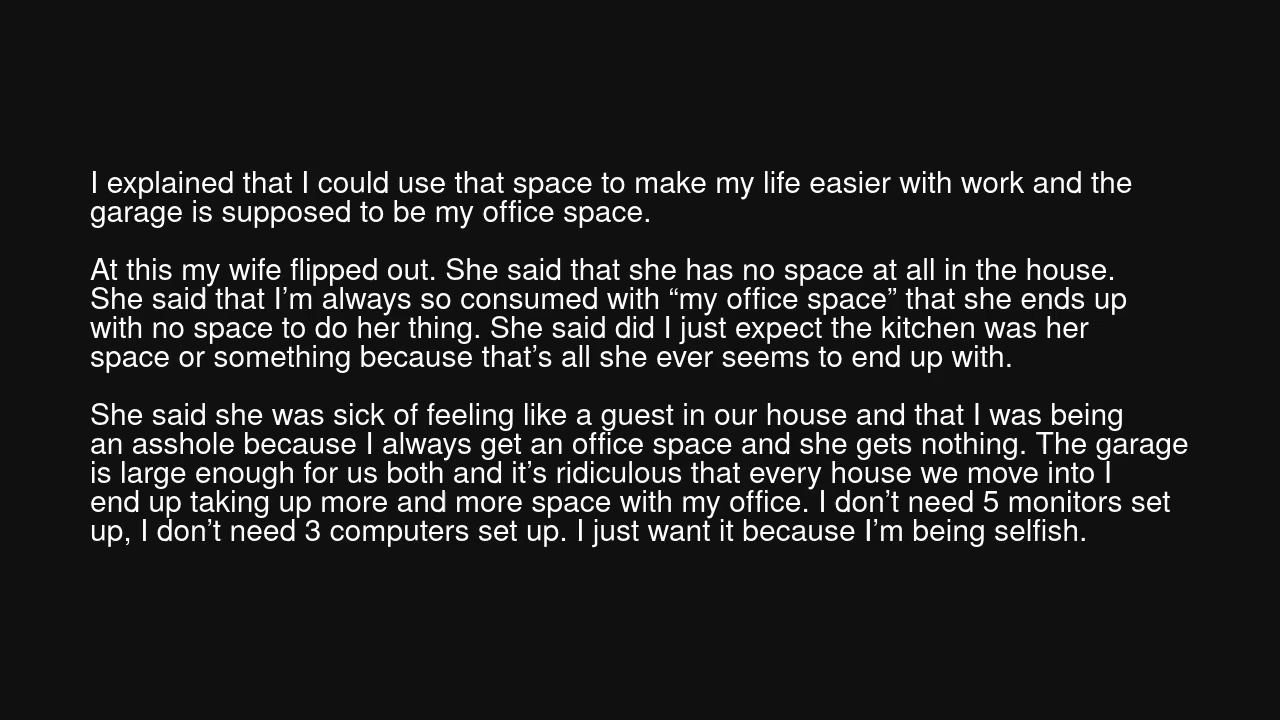 I explained that I could use that space to make my life easier with work and the
garage is supposed to be my office space.
At this my wife flipped out. She said that she has no space at all in the house.
She said that I’m always so consumed with “my office space” that she ends up
with no space to do her thing. She said did I just expect the kitchen was her
space or something because that’s all she ever seems to end up with.
She said she was sick of feeling like a guest in our house and that I was being
an asshole because I always get an office space and she gets nothing. The garage
is large enough for us both and it’s ridiculous that every house we move into I
end up taking up more and more space with my office. I don’t need 5 monitors set
up, I don’t need 3 computers set up. I just want it because I’m being selfish.